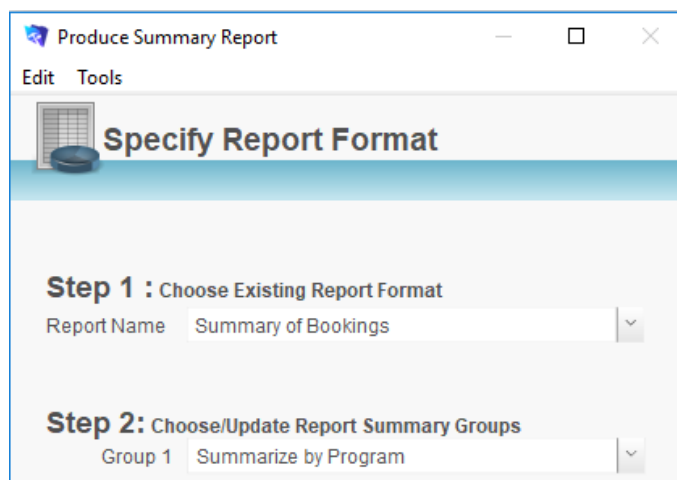 Produce Summary Report
Edit Tools
Specify Report Format
Step 1 : Choose Existing Report Format
Report Name Summary of Bookings
Step 2: Choose/Update Report Summary Groups
Group 1 Summarize by Program